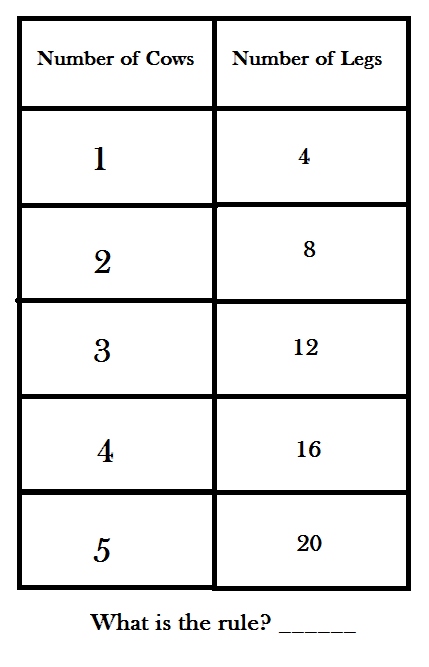 Number of Cows Number of Legs
1 4
2 8
3 12
4 16
5 20
What is the rule? ______